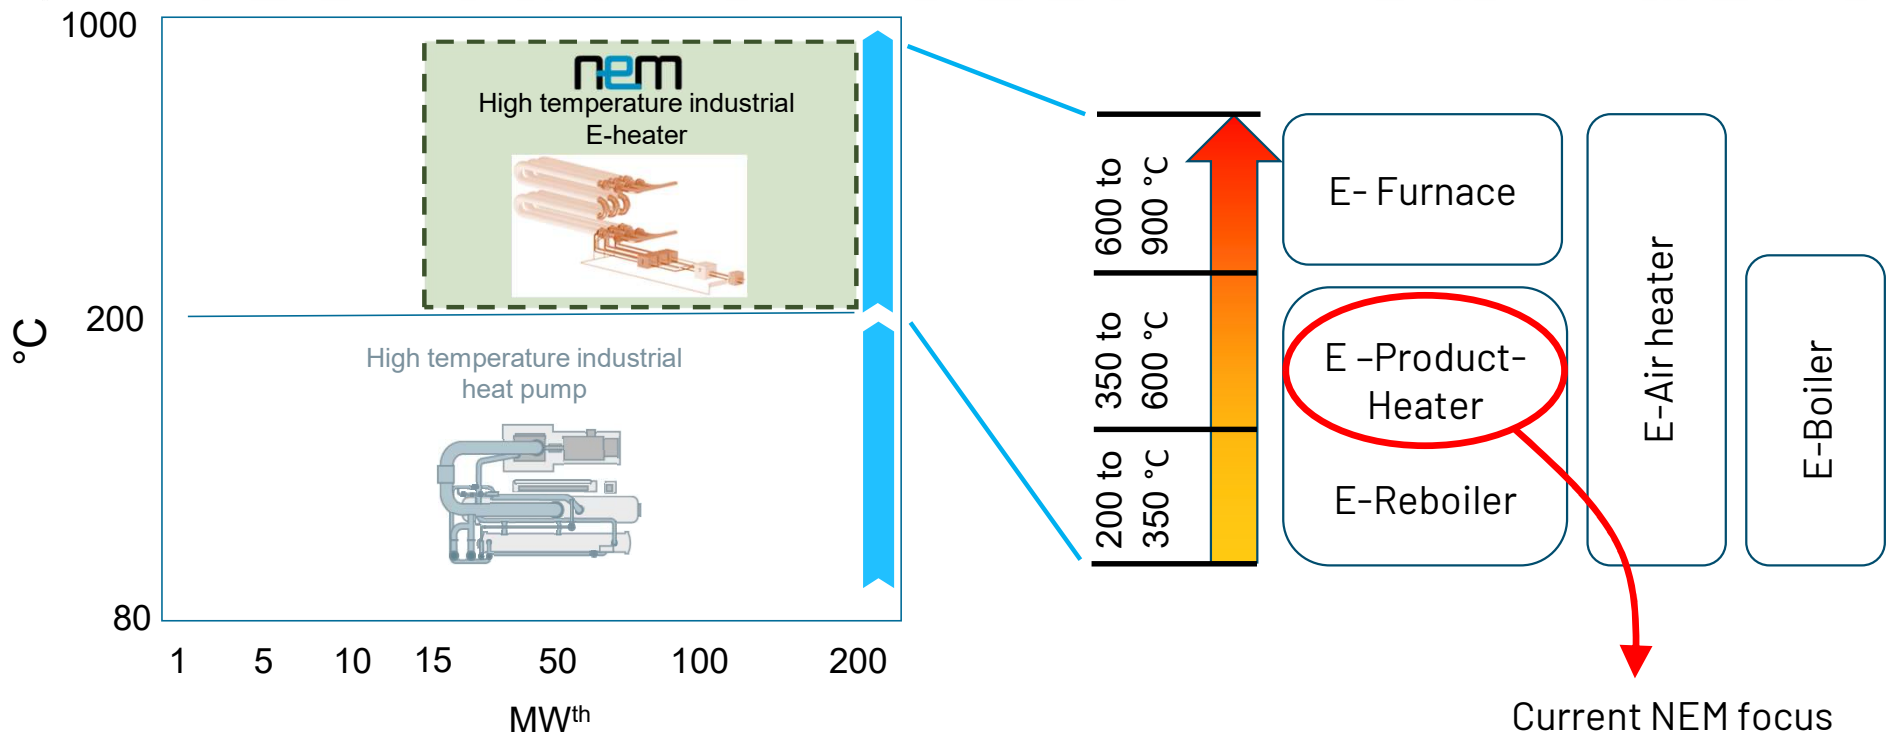 1000
nem
High temperature industrial
E-heater
200
°C
High temperature industrial
heat pump
80
1 5 10 15 50 100 200
MWth
600 to
900 °C
350 to
600 °C
200 to
350 °C
E- Furnace
E –Product-
Heater
E-Reboiler
E-Air heater
E-Boiler
Current NEM focus